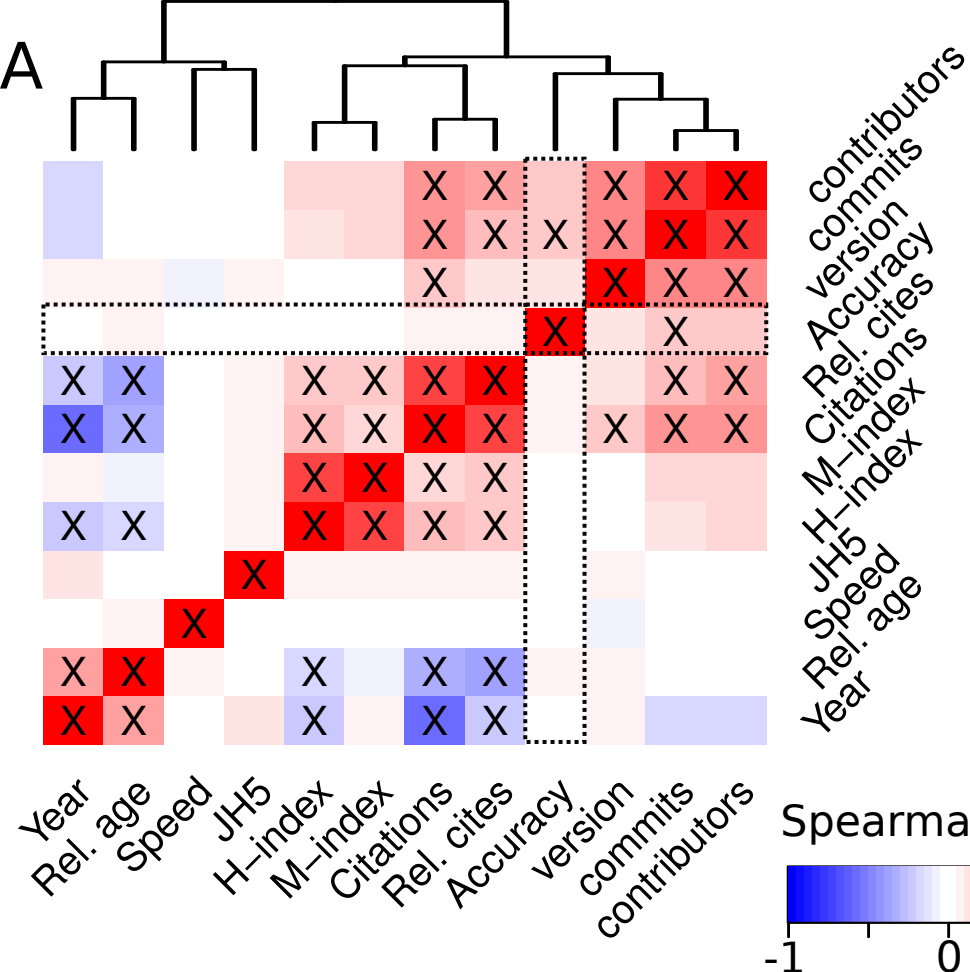 A
contributors
commits
version
Accuracy
Rel. cites
Citations
M−index
H−index
JH5
Speed
Rel. age
Year
X X X X X
X X X X X X
X X X X
X X
X X X X X X X X
X X X X X X X X X
X X X X
X X X X X X
X
X
X X X X X
X X X X X
Year
Rel. age
Speed
JH5
H−index
M−index
Citations
Rel. cites
Accuracy
version
commits
contributors
Spearma
-1 0